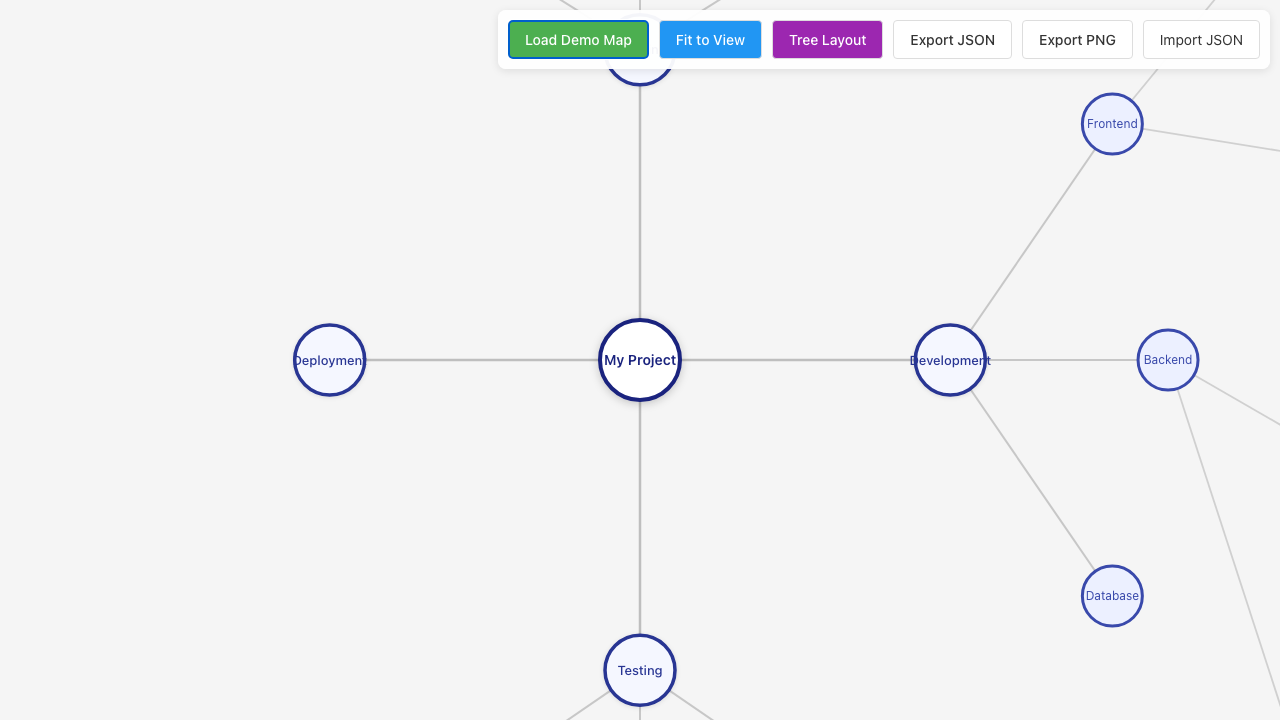 Load Demo Map
Fit to View
Tree Layout
Export JSON
Export PNG
Import JSON
Frontend
Deployment
My Project
Development
Backend
Database
Testing